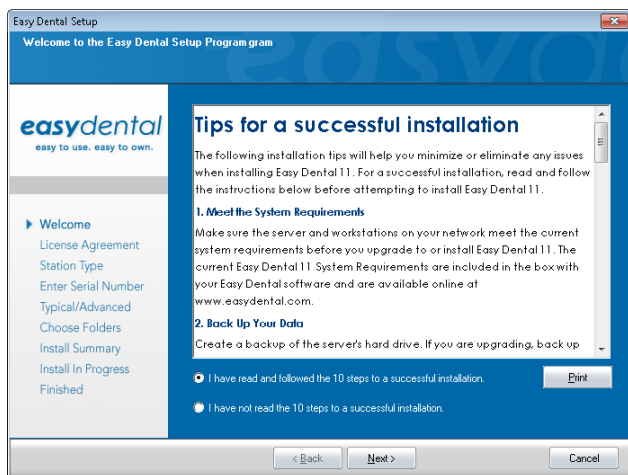 Easy Dental Setup
Welcome to the Easy Dental Setup Programgram
easydental
easy to use. easy to own.
Welcome
License Agreement
Station Type
Enter Serial Number
Typical/Advanced
Choose Folders
Install Summary
Install In Progress
Finished
Tips for a successful installation
The following installation tips will help you minimize or eliminate any issues
when installing Easy Dental 11. For a successful installation, read and follow
the instructions below before attempting to install Easy Dental 11.
1. Meet the System Requirements
Make sure the server and workstations on your network meet the current
system requirements before you upgrade to or install Easy Dental 11. The
current Easy Dental 11 System Requirements are included in the box with
your Easy Dental software and are available online at
www.easydental.com.
2. Back Up Your Data
Create a backup of the server's hard drive. If you are upgrading, back up
I have read and followed the 10 steps to a successful installation.
Print
I have not read the 10 steps to a successful installation.
< Back
Next >
Cancel